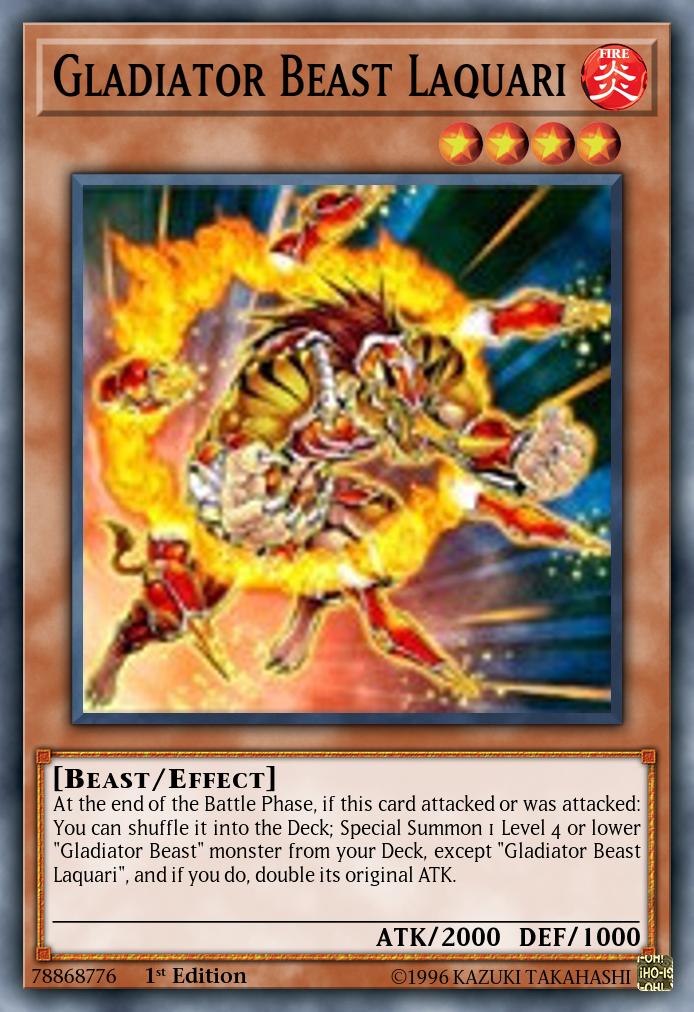 GLADIATOR BEAST LAQUARI
FIRE
炎
[BEAST/EFFECT]
At the end of the Battle Phase, if this card attacked or was attacked:
You can shuffle it into the Deck; Special Summon 1 Level 4 or lower
"Gladiator Beast" monster from your Deck, except "Gladiator Beast
Laquari", and if you do, double its original ATK.
ATK/2000 DEF/1000
78868776 1st Edition ©1996 KAZUKI TAKAHASHI